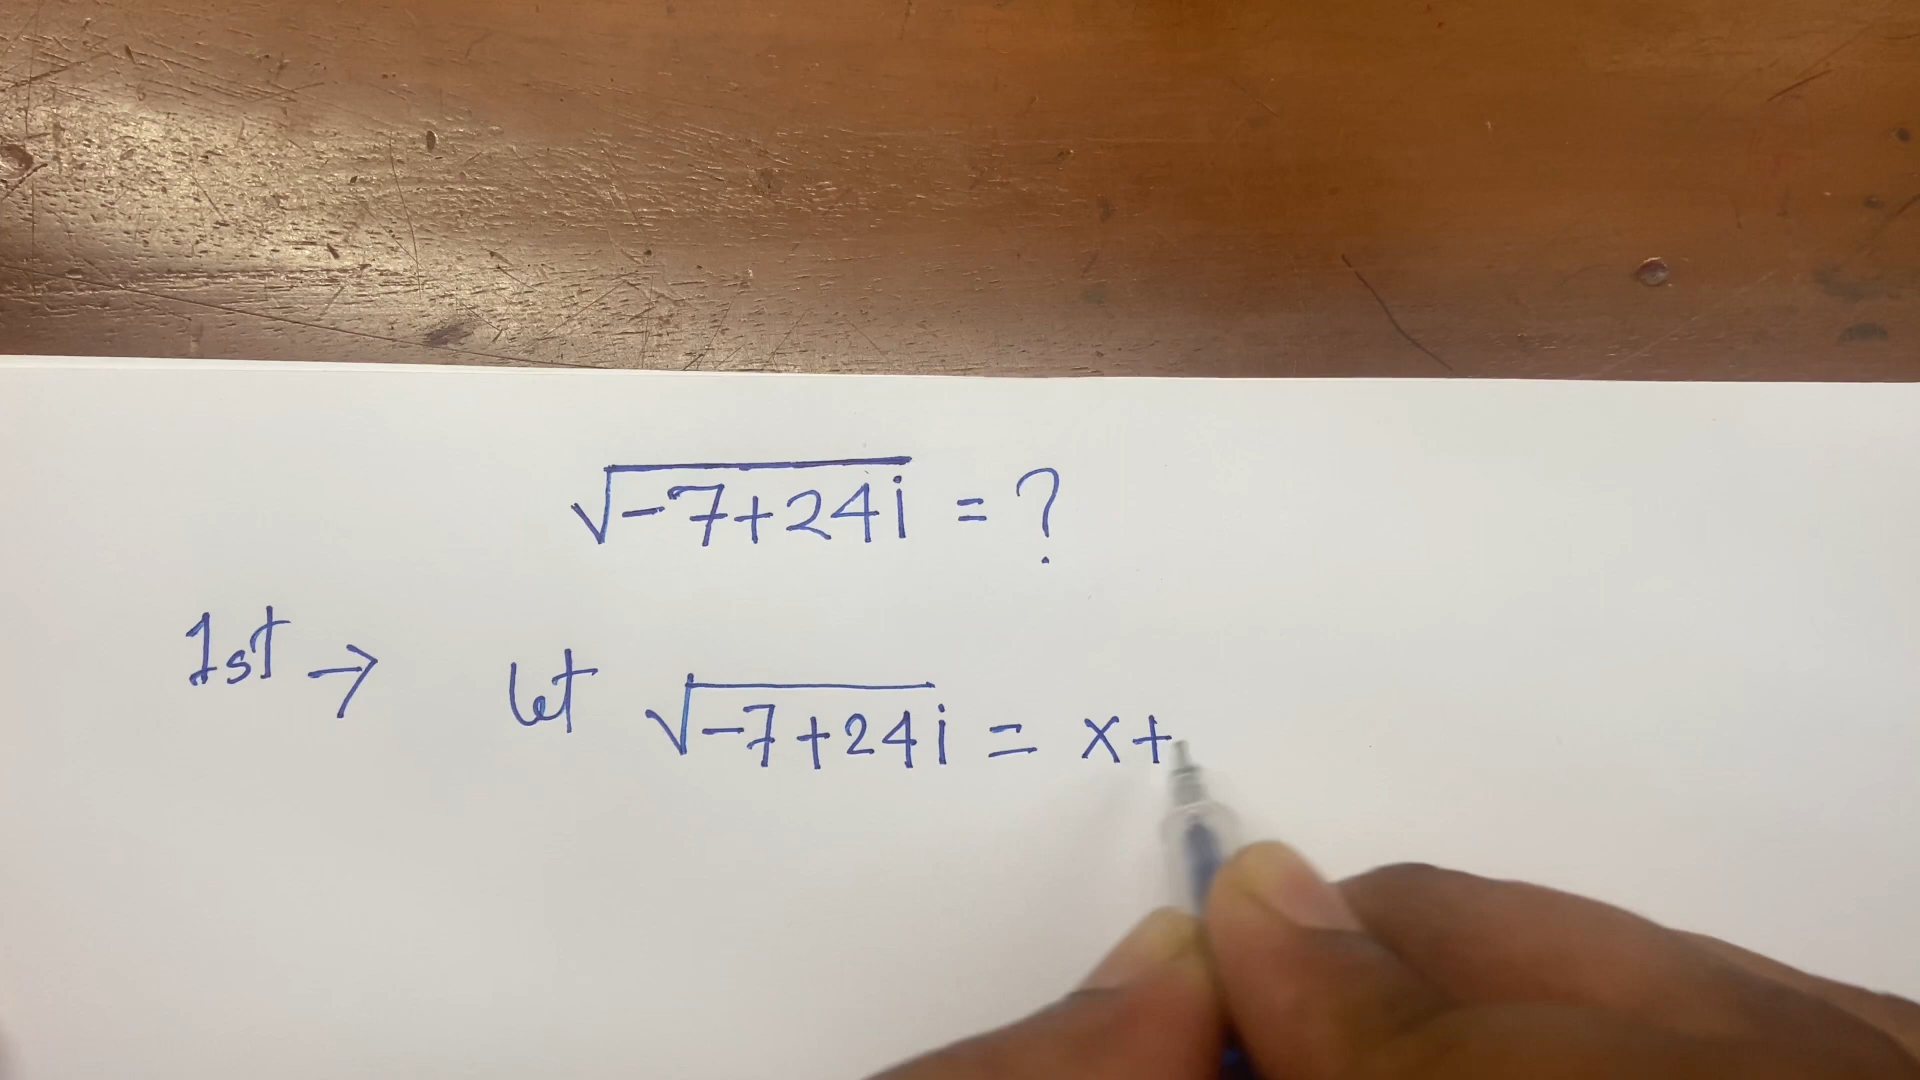 √-7+24i = ?
1st → let √-7+24i = x+